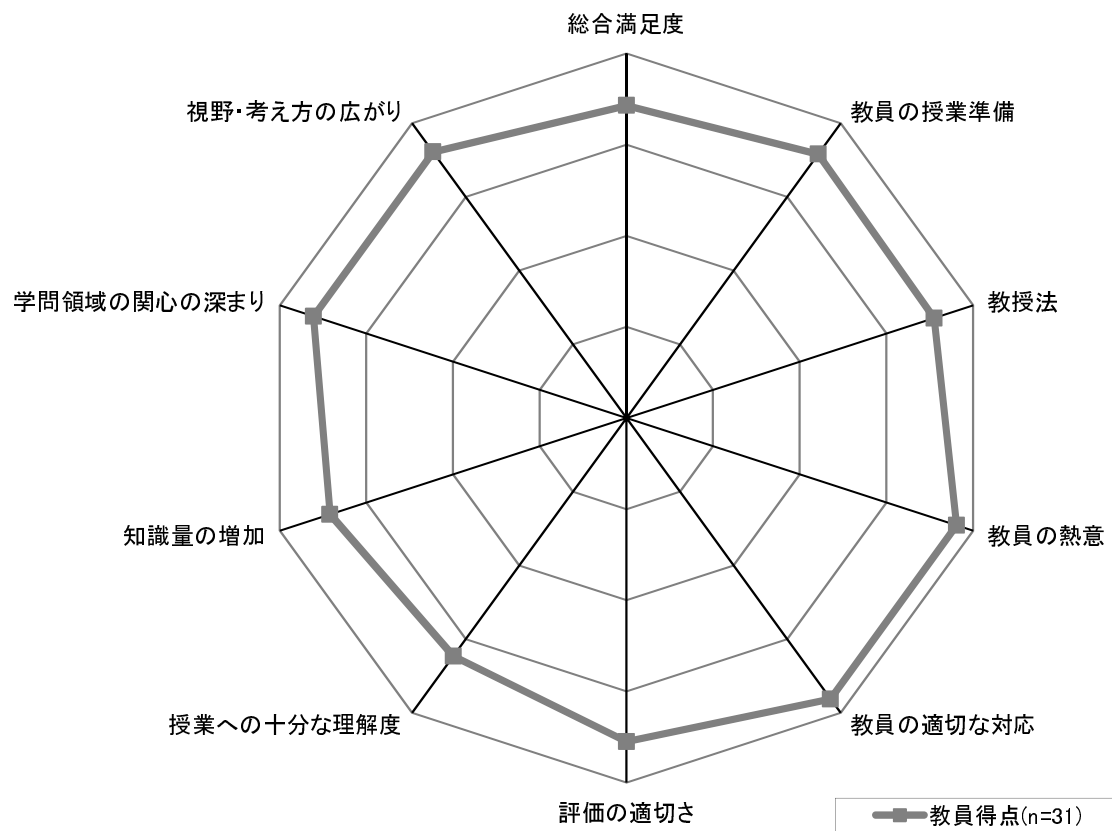 総合満足度
視野・考え方の広がり
教員の授業準備
学問領域の関心の深まり
教授法
知識量の増加
教員の熱意
授業への十分な理解度
教員の適切な対応
評価の適切さ
教員得点(n=31)